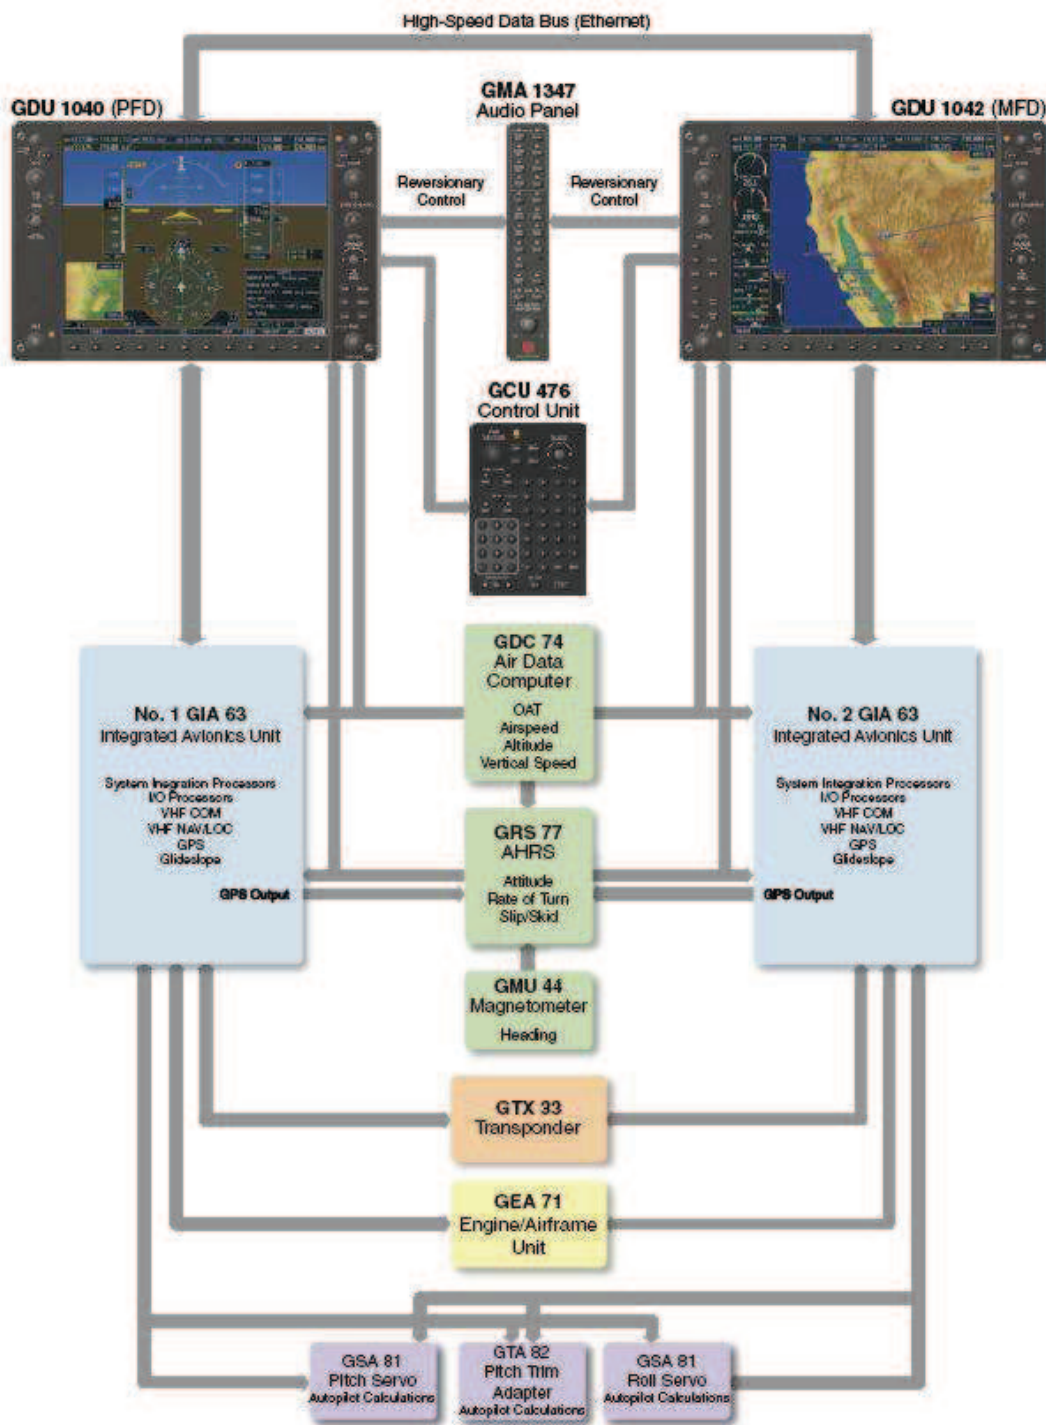 High-Speed Data Bus (Ethernet)
GMA 1347
Audio Panel
GDU 1040 (PFD)
GDU 1042 (MFD)
Reversionary
Control
Reversionary
Control
GCU 476
Control Unit
GDC 74
Air Data
Computer
OAT
Airspeed
Altitude
Vertical Speed
No. 1 GIA 63
Integrated Avionics Unit
System Inegration Processors
I/O Processors
VHF COM
VHF NAV/LOC
GPS
Glideslope
GPS Output
No. 2 GIA 63
Integrated Avionics Unit
System Integration Processors
I/O Processors
VHF COM
VHF NAV/LOC
GPS
Glideslope
GPS Output
GRS 77
AHRS
Attitude
Rate of Turn
Slip/Skid
GMU 44
Magnetometer
Heading
GTX 33
Transponder
GEA 71
Engine/Airframe
Unit
GSA 81
Pitch Servo
Autopilot Calculations
GTA 82
Pitch Trim
Adapter
Autopilot Calculations
GSA 81
Roll Servo
Autopilot Calculations